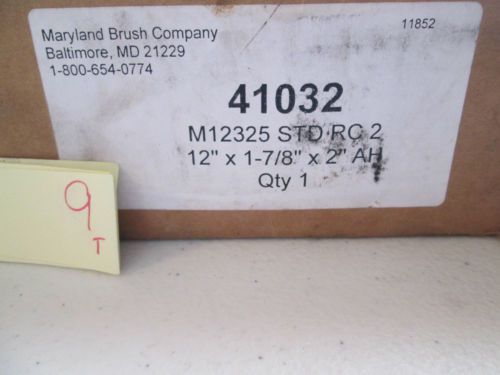 Maryland Brush Company
11852
Baltimore, MD 21229
1-800-654-0774
41032
M12325 STD RC 2
12" x 1-7/8" x 2" AH
Qty 1
9
T